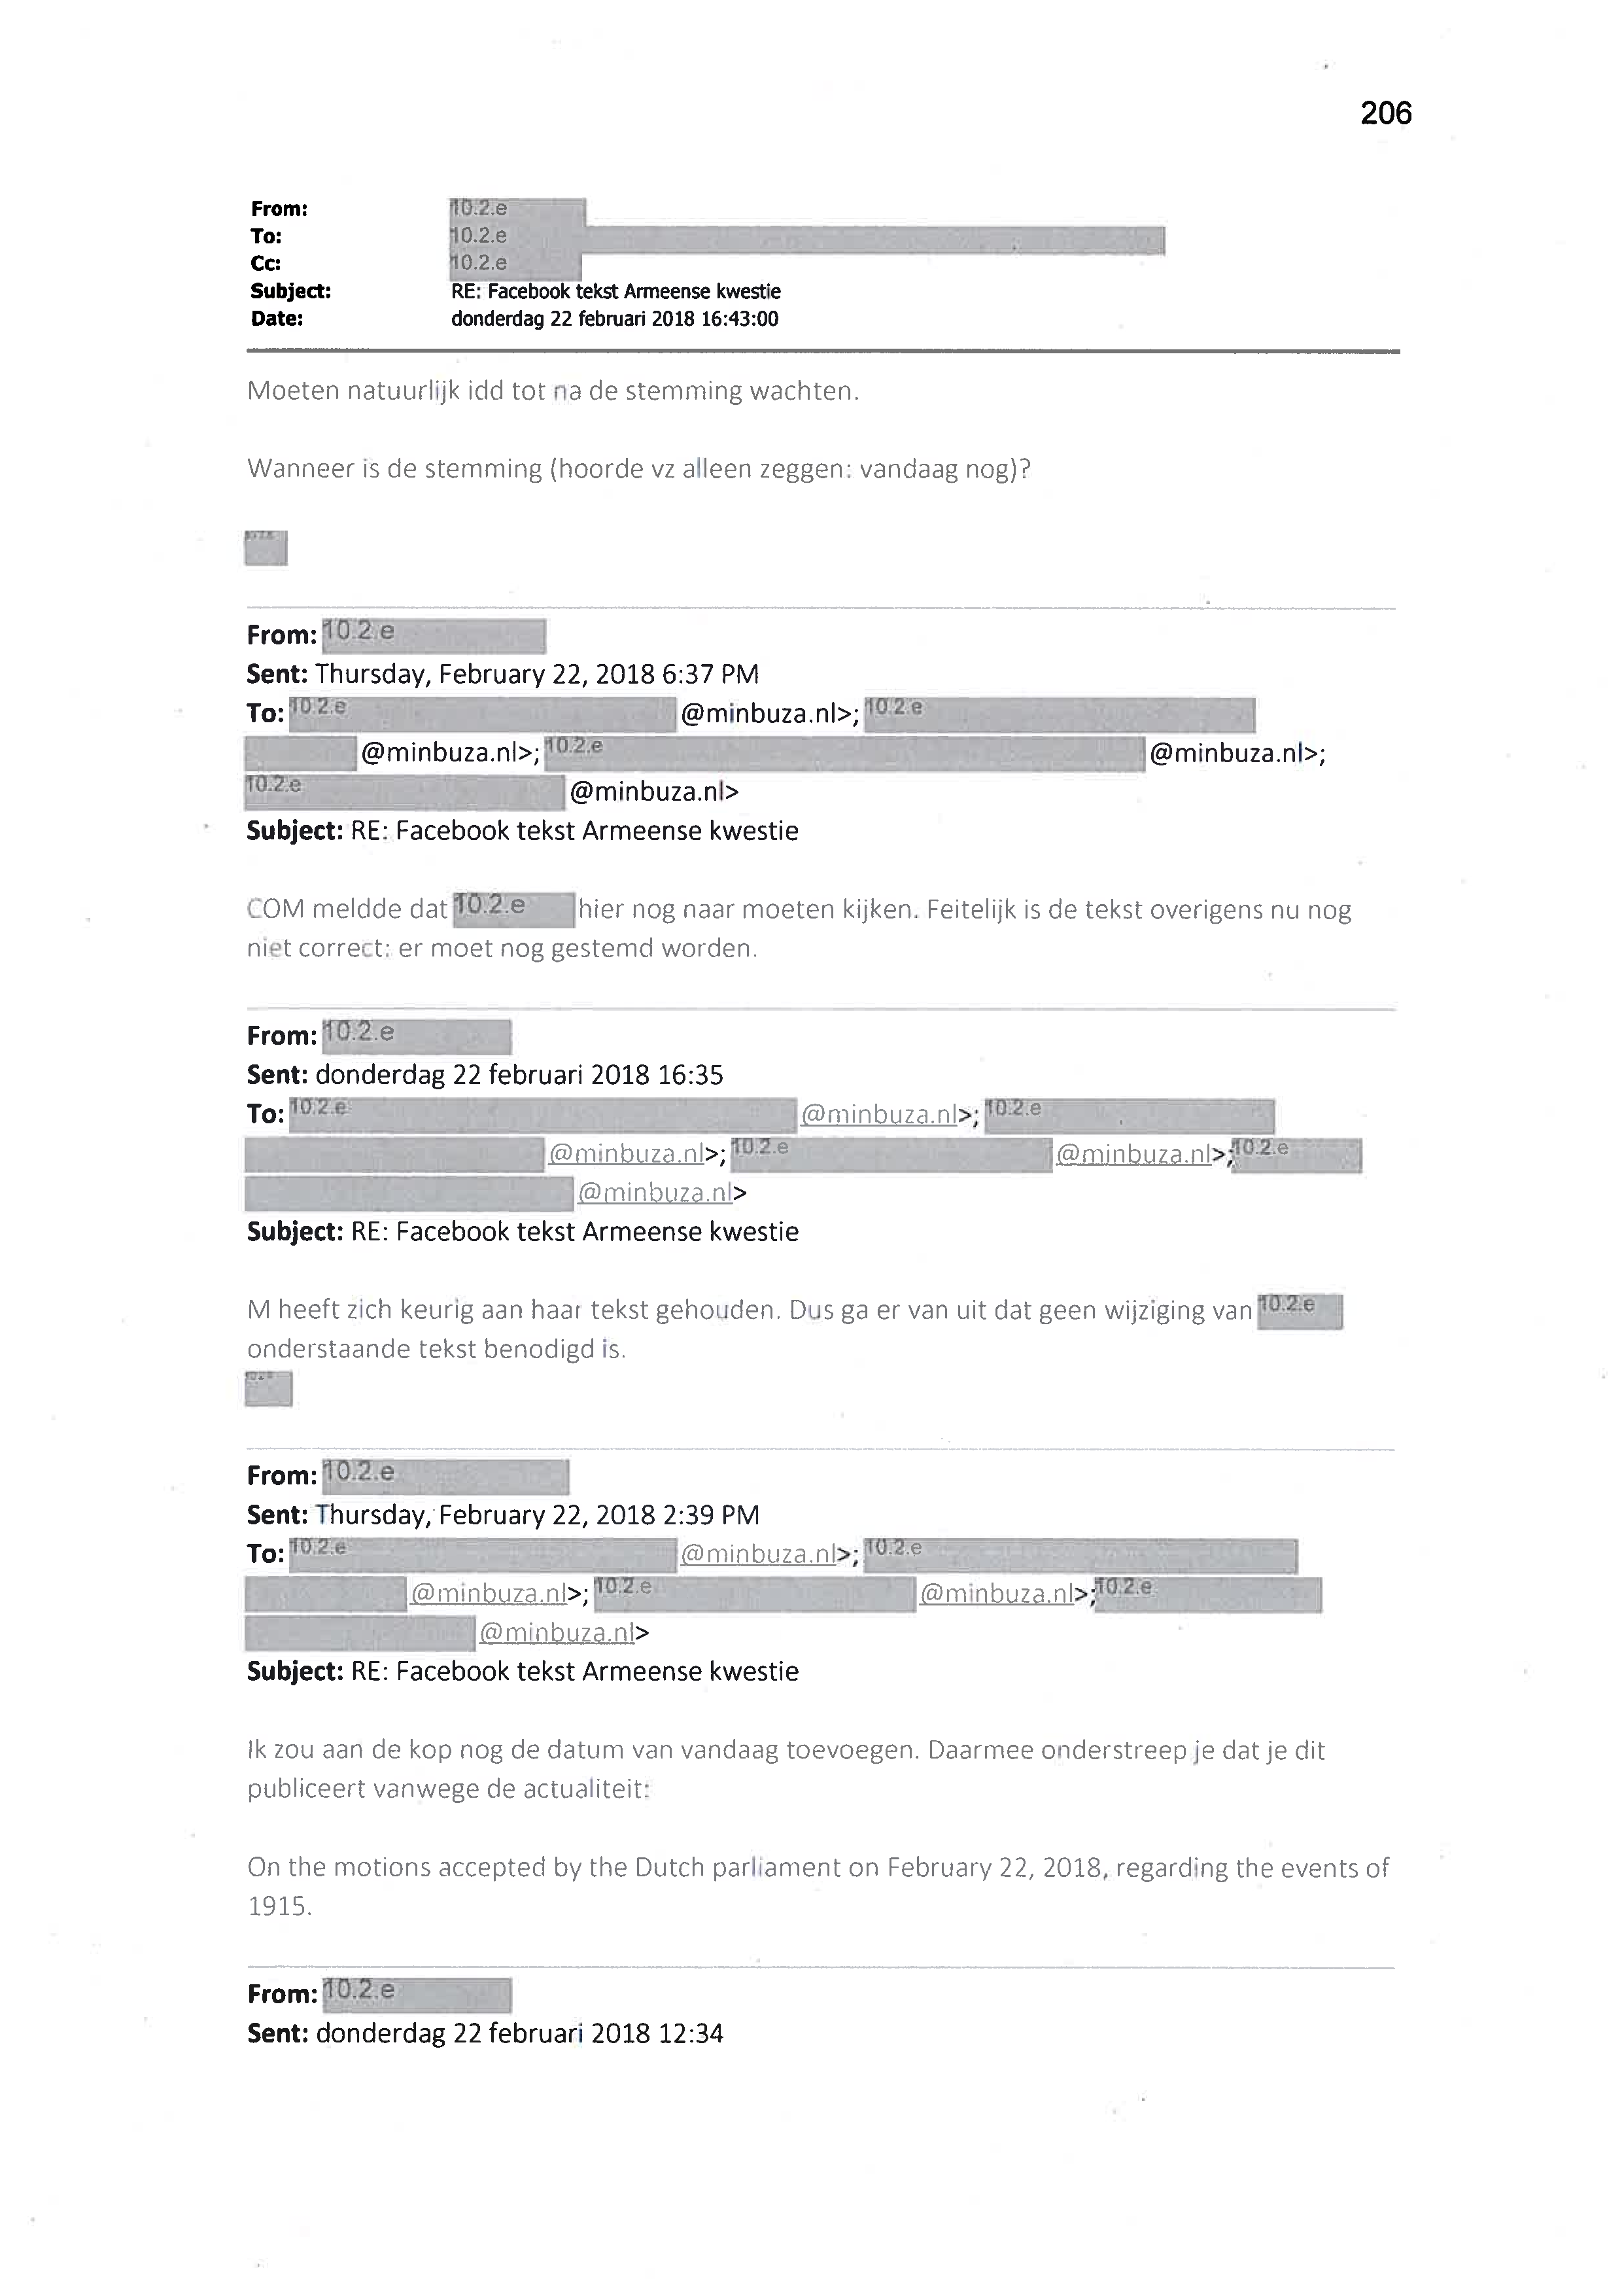 206
From: 10.2.e
To: 10.2.e
Cc: 10.2.e
Subject: RE: Facebook tekst Armeense kwestie
Date: donderdag 22 februari 2018 16:43:00
Moeten natuurlijk idd tot na de stemming wachten.
Wanneer is de stemming (hoorde vz alleen zeggen: vandaag nog)?
From: 10.2.e
Sent: Thursday, February 22, 2018 6:37 PM
To: 10.2.e @minbuza.nl>; 10.2.e
@minbuza.nl>; 10.2.e @minbuza.nl>;
10.2.e @minbuza.nl>
Subject: RE: Facebook tekst Armeense kwestie
COM meldde dat 10.2.e hier nog naar moeten kijken. Feitelijk is de tekst overigens nu nog
niet correct: er moet nog gestemd worden.
From: 10.2.e
Sent: donderdag 22 februari 2018 16:35
To: 10.2.e @minbuza.nl>; 10.2.e
@minbuza.nl>; 10.2.e @minbuza.nl>; 10.2.e
@minbuza.nl>
Subject: RE: Facebook tekst Armeense kwestie
M heeft zich keurig aan haar tekst gehouden. Dus ga er van uit dat geen wijziging van 10.2.e
onderstaande tekst benodigd is.
From: 10.2.e
Sent: Thursday, February 22, 2018 2:39 PM
To: 10.2.e @minbuza.nl>; 10.2.e
@minbuza.nl>; 10.2.e @minbuza.nl>; 10.2.e
@minbuza.nl>
Subject: RE: Facebook tekst Armeense kwestie
Ik zou aan de kop nog de datum van vandaag toevoegen. Daarmee onderstreep je dat je dit
publiceert vanwege de actualiteit:
On the motions accepted by the Dutch parliament on February 22, 2018, regarding the events of
1915.
From: 10.2.e
Sent: donderdag 22 februari 2018 12:34